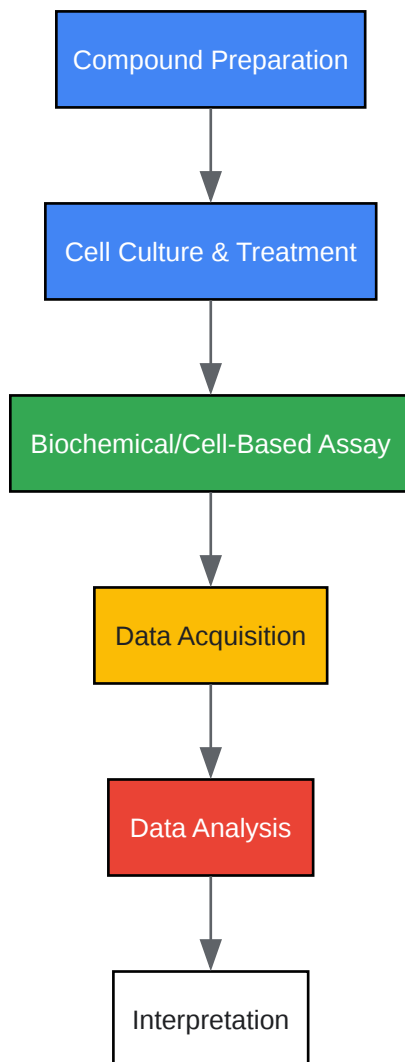 Compound Preparation
Cell Culture & Treatment
Biochemical/Cell-Based Assay
Data Acquisition
Data Analysis
Interpretation